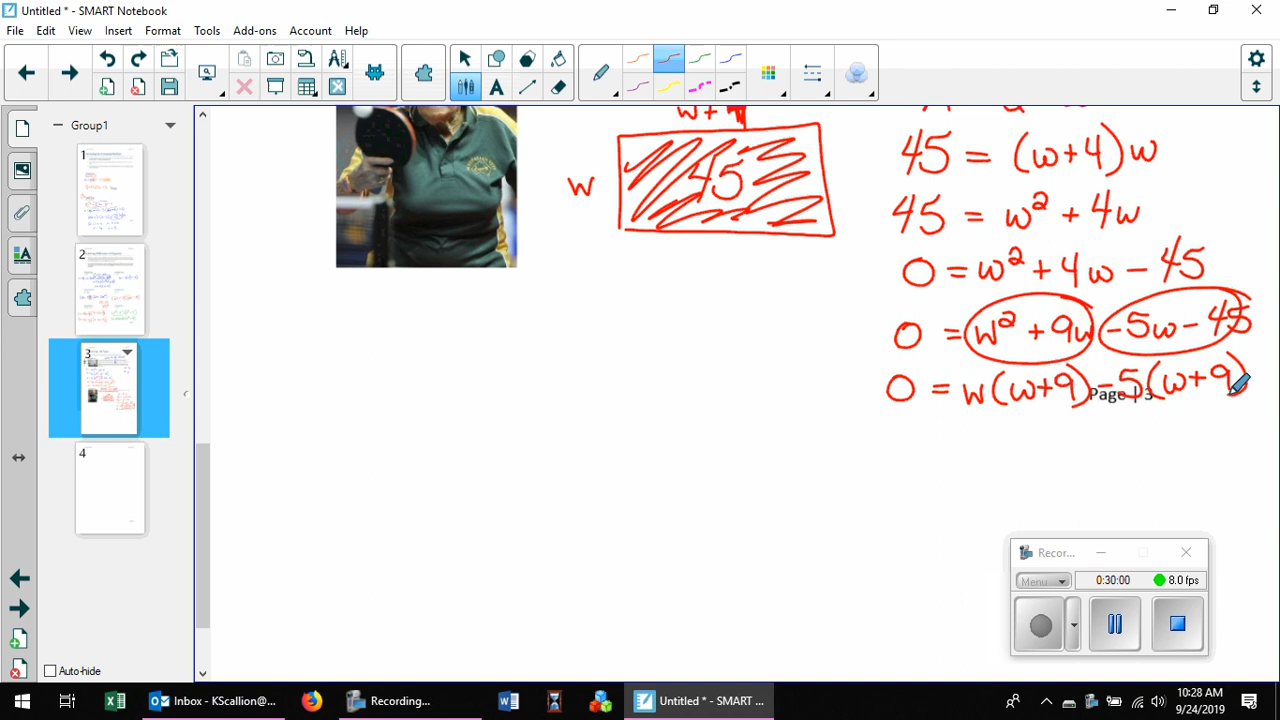 Untitled * - SMART Notebook
File Edit View Insert Format Tools Add-ons Account Help
Group1
1
2
3
4
Auto-hide
w+4
w
45
45 = (w+4)w
45 = w² + 4w
0 = w² + 4w - 45
0 = w² + 9w - 5w - 45
0 = w(w+9) - 5(w+9)
Page | 3
Recor...
Menu
0:30:00
8.0 fps
Inbox - KScallion@...
Recording...
Untitled * - SMART ...
10:28 AM
9/24/2019